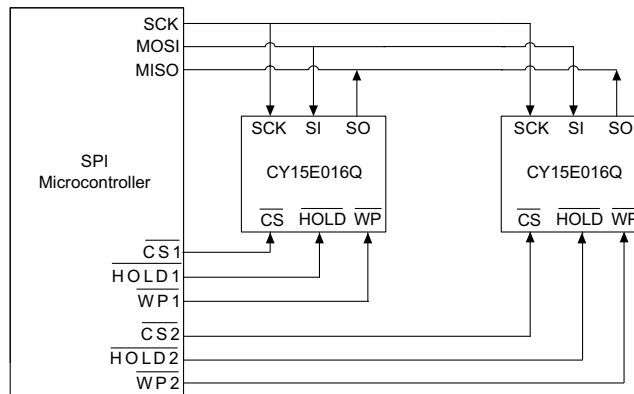 SCK
MOSI
MISO
SPI
Microcontroller
SCK SI SO
CY15E016Q
CS HOLD WP
SCK SI SO
CY15E016Q
CS HOLD WP
CS1
HOLD1
WP1
CS2
HOLD2
WP2